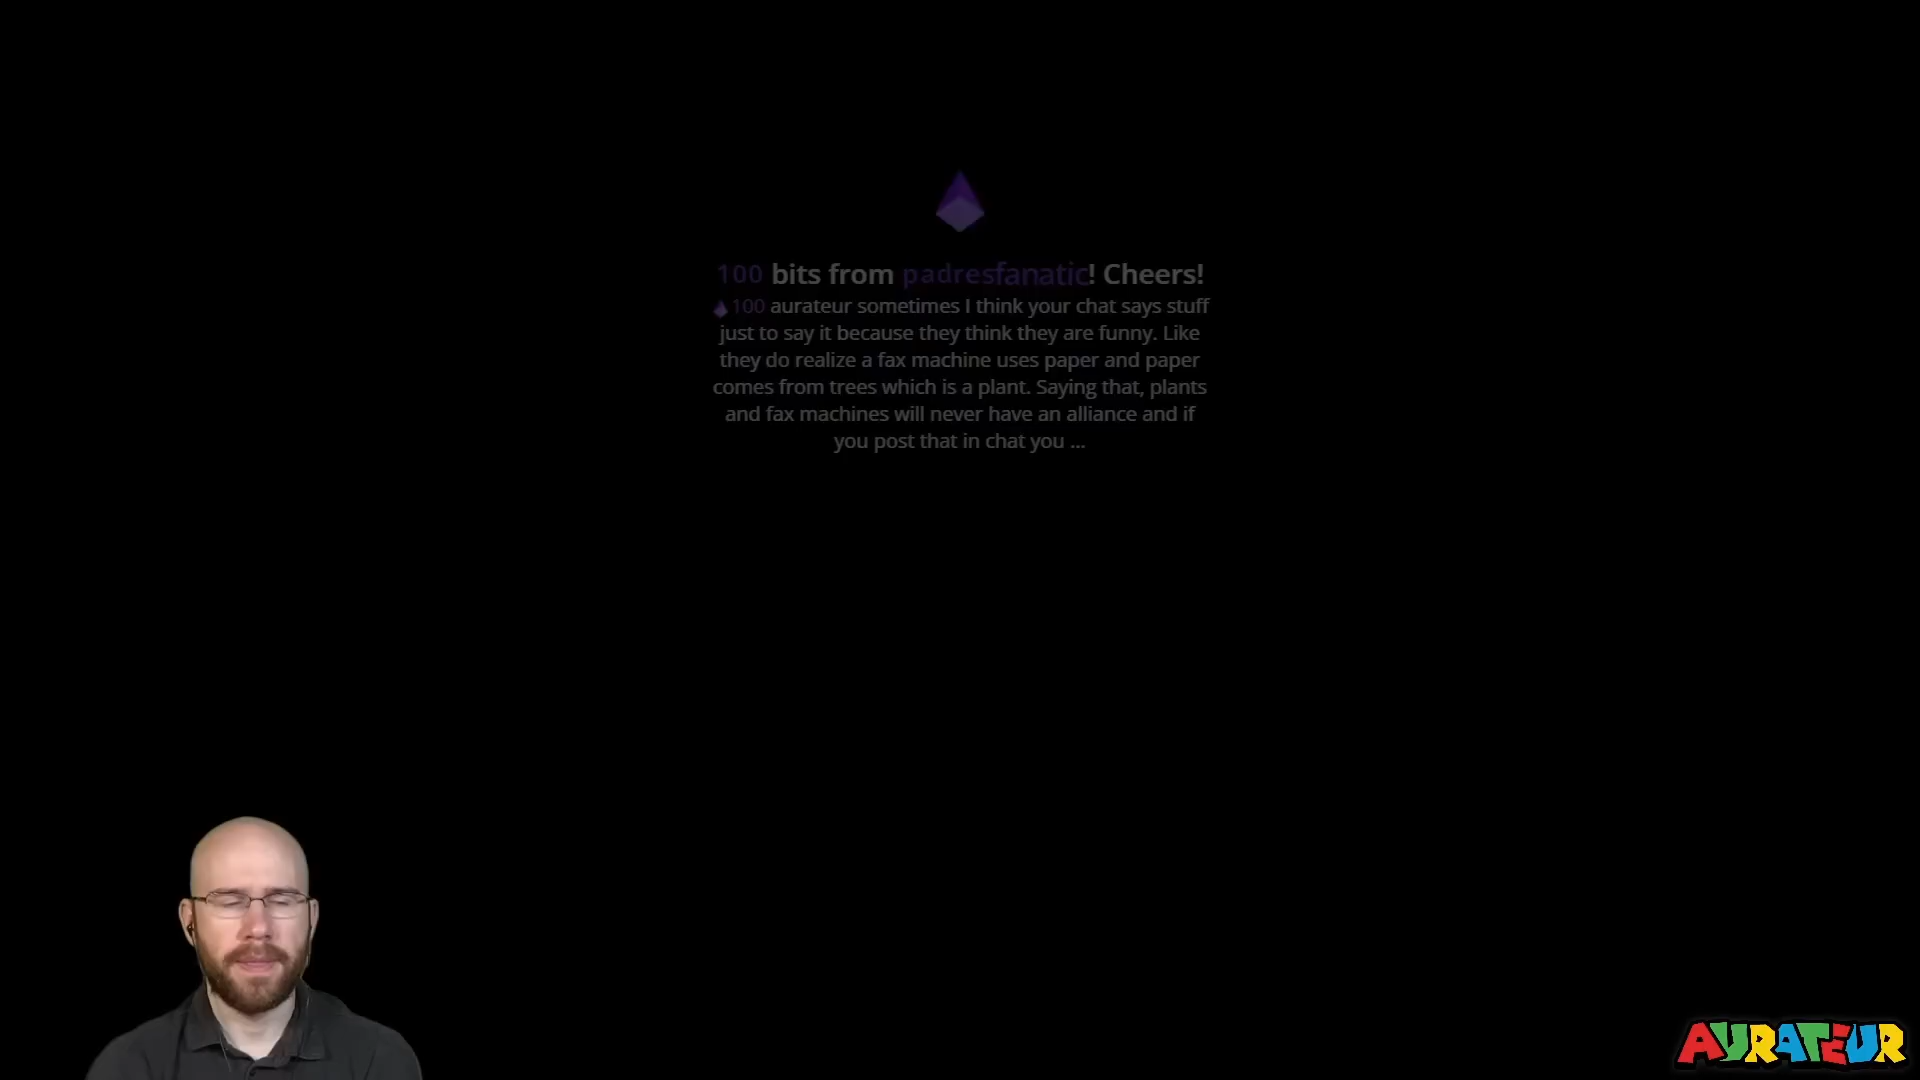 100 bits from padresfanatic! Cheers!
100 aurateur sometimes I think your chat says stuff
just to say it because they think they are funny. Like
they do realize a fax machine uses paper and paper
comes from trees which is a plant. Saying that, plants
and fax machines will never have an alliance and if
you post that in chat you ...
AURATEUR